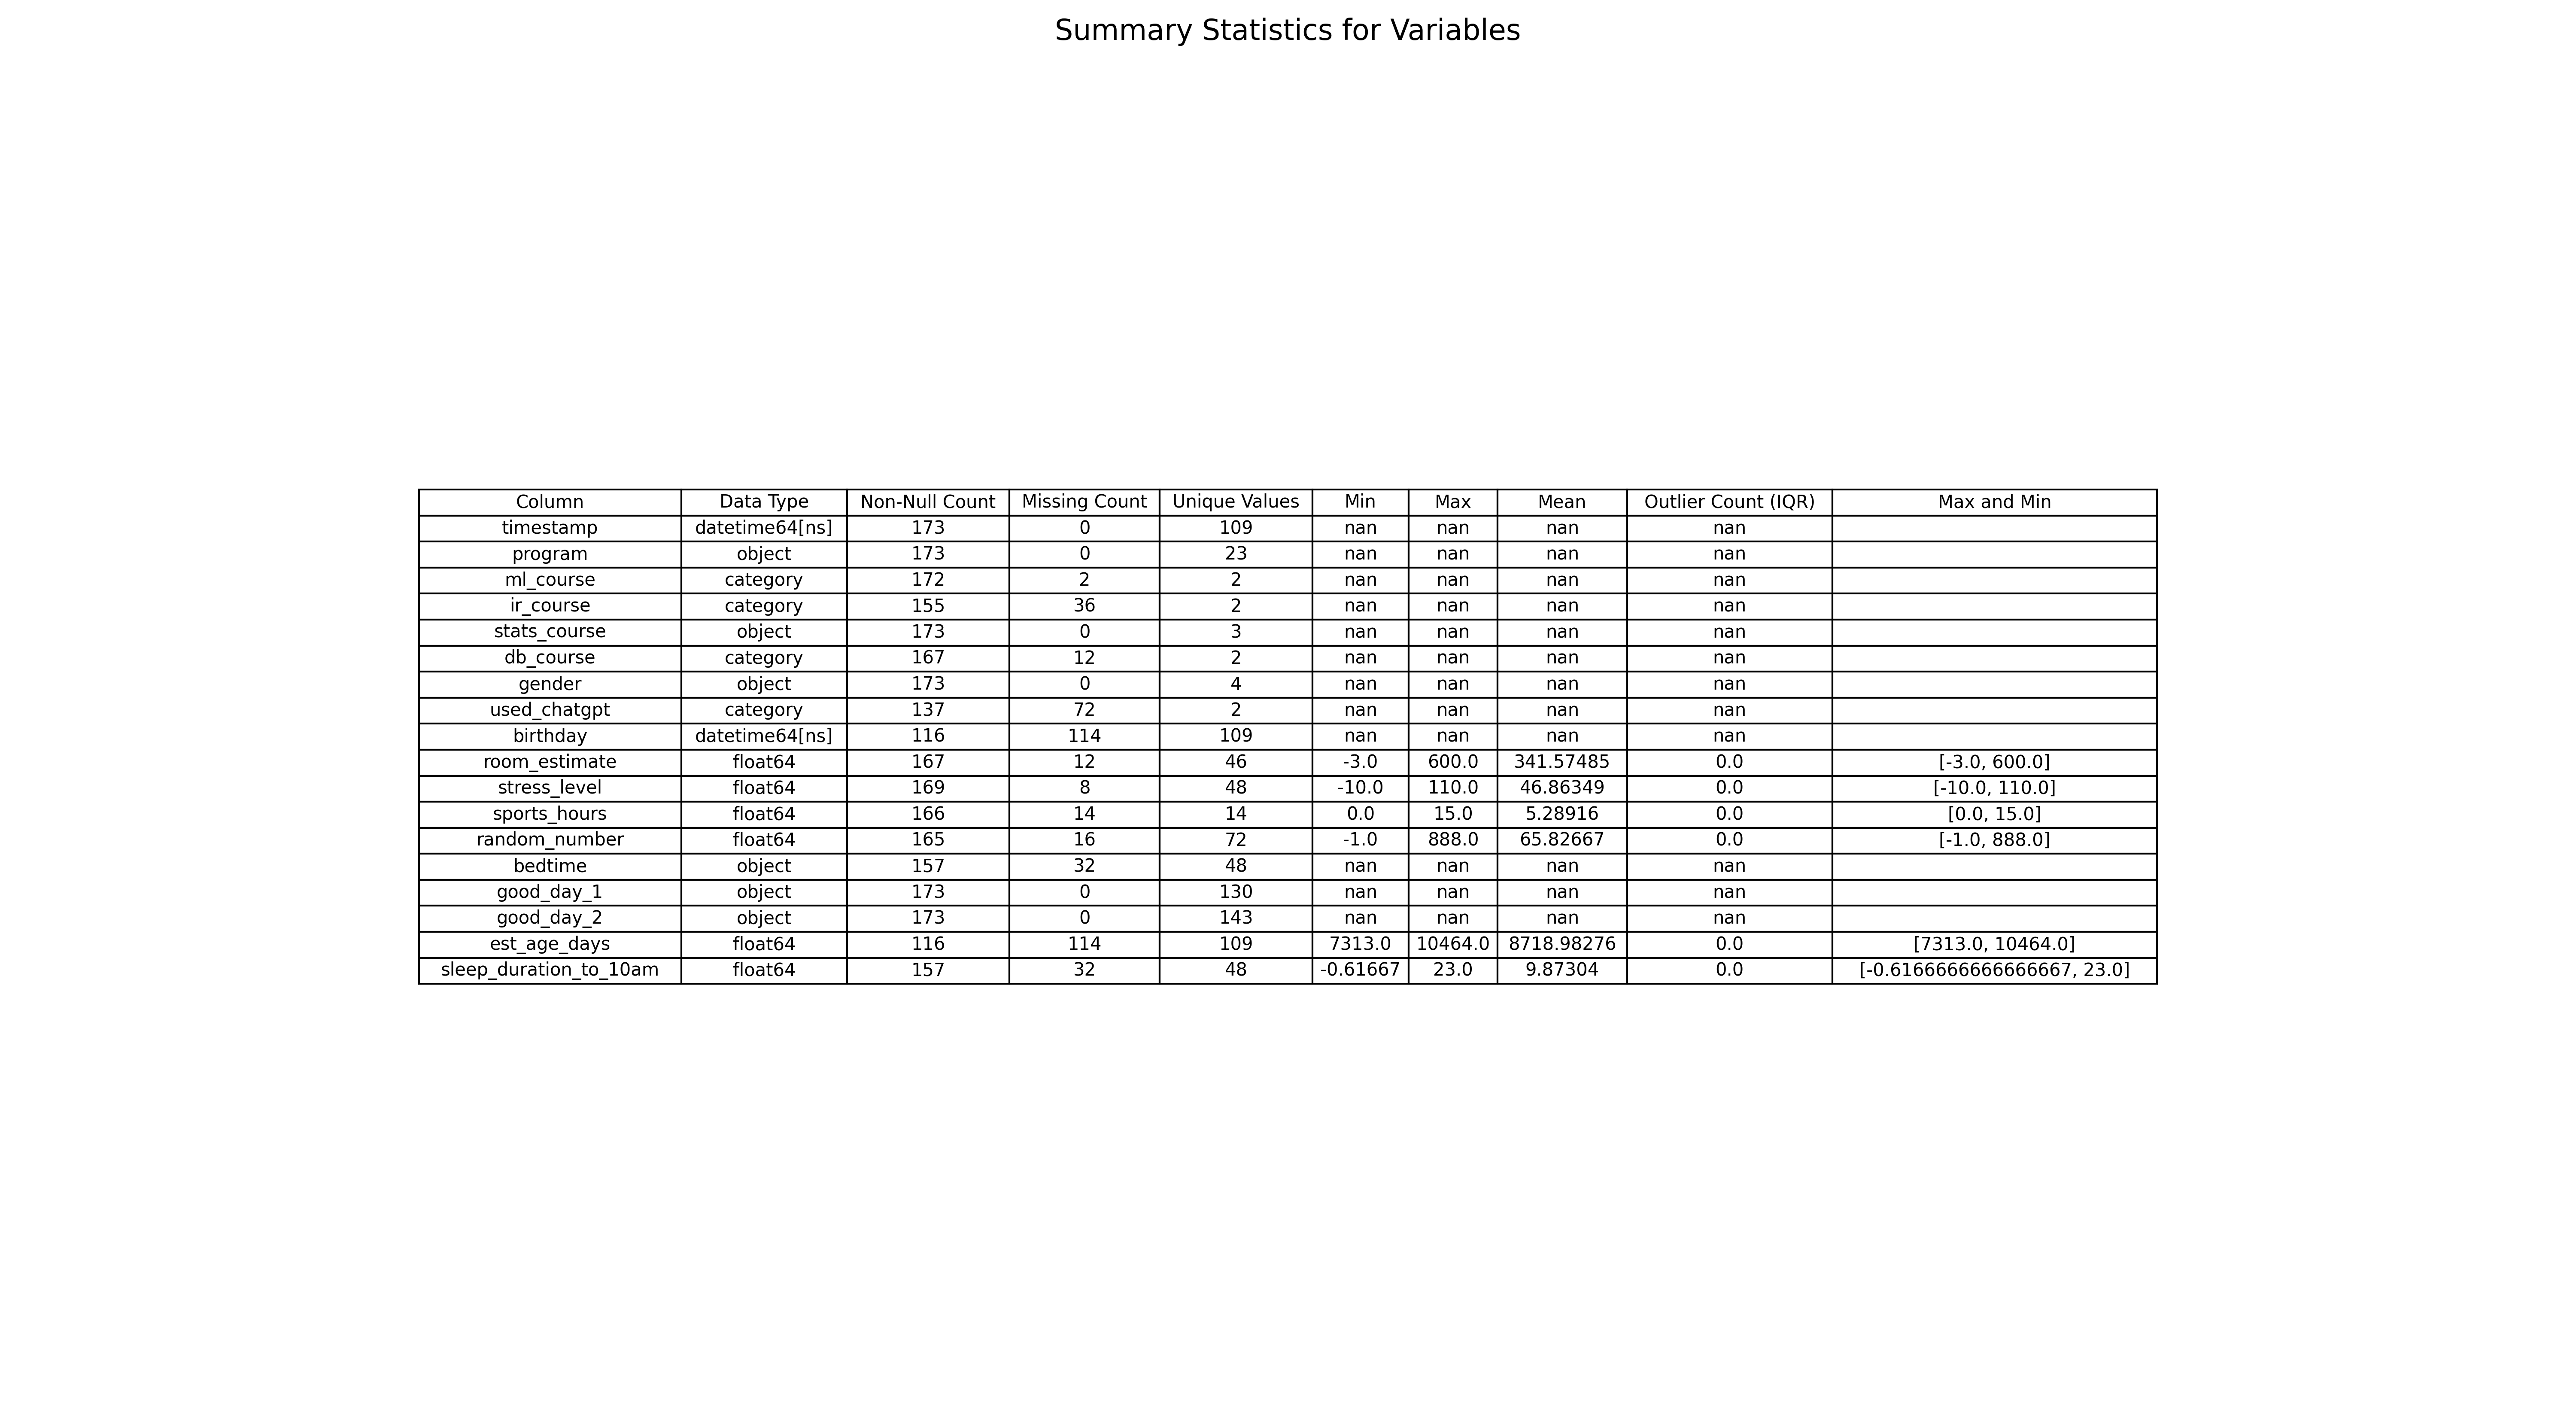 Summary Statistics for Variables
Column Data Type Non-Null Count Missing Count Unique Values Min Max Mean Outlier Count (IQR) Max and Min
timestamp datetime64[ns] 173 0 109 nan nan nan nan
program object 173 0 23 nan nan nan nan
ml_course category 172 2 2 nan nan nan nan
ir_course category 155 36 2 nan nan nan nan
stats_course object 173 0 3 nan nan nan nan
db_course category 167 12 2 nan nan nan nan
gender object 173 0 4 nan nan nan nan
used_chatgpt category 137 72 2 nan nan nan nan
birthday datetime64[ns] 116 114 109 nan nan nan nan
room_estimate float64 167 12 46 -3.0 600.0 341.57485 0.0 [-3.0, 600.0]
stress_level float64 169 8 48 -10.0 110.0 46.86349 0.0 [-10.0, 110.0]
sports_hours float64 166 14 14 0.0 15.0 5.28916 0.0 [0.0, 15.0]
random_number float64 165 16 72 -1.0 888.0 65.82667 0.0 [-1.0, 888.0]
bedtime object 157 32 48 nan nan nan nan
good_day_1 object 173 0 130 nan nan nan nan
good_day_2 object 173 0 143 nan nan nan nan
est_age_days float64 116 114 109 7313.0 10464.0 8718.98276 0.0 [7313.0, 10464.0]
sleep_duration_to_10am float64 157 32 48 -0.61667 23.0 9.87304 0.0 [-0.6166666666666667, 23.0]